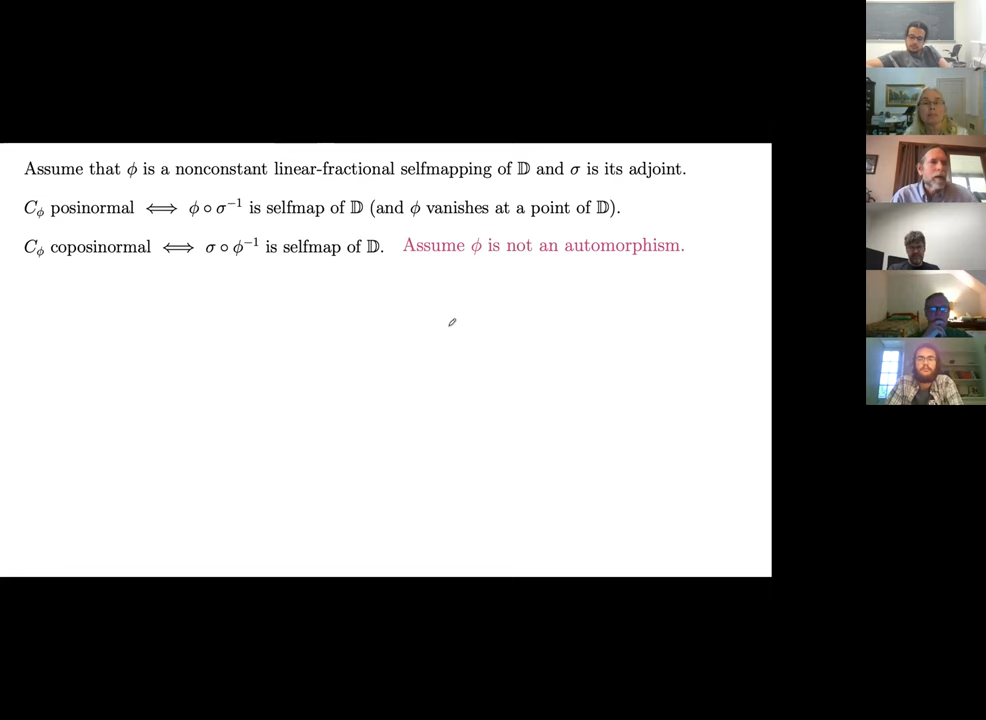 Assume that ϕ is a nonconstant linear-fractional selfmapping of 𝔻 and σ is its adjoint.
C_ϕ posinormal ⟺ ϕ ∘ σ⁻¹ is selfmap of 𝔻 (and ϕ vanishes at a point of 𝔻).
C_ϕ coposinormal ⟺ σ ∘ ϕ⁻¹ is selfmap of 𝔻. Assume ϕ is not an automorphism.